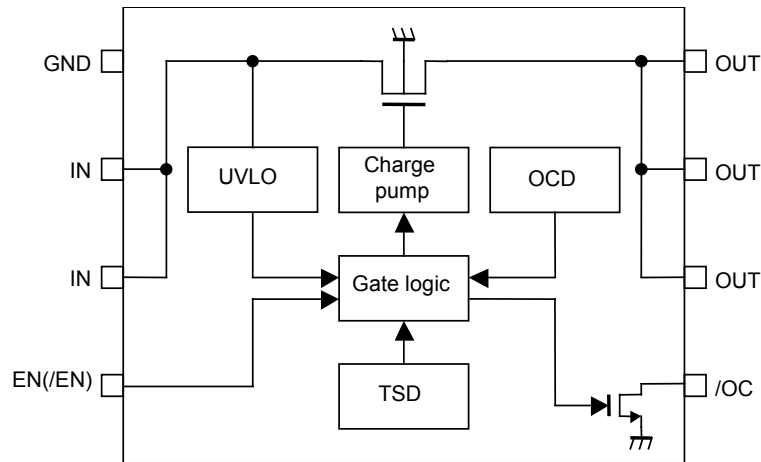 GND
OUT
IN
UVLO
Charge
pump
OCD
OUT
IN
Gate logic
OUT
EN(/EN)
TSD
/OC